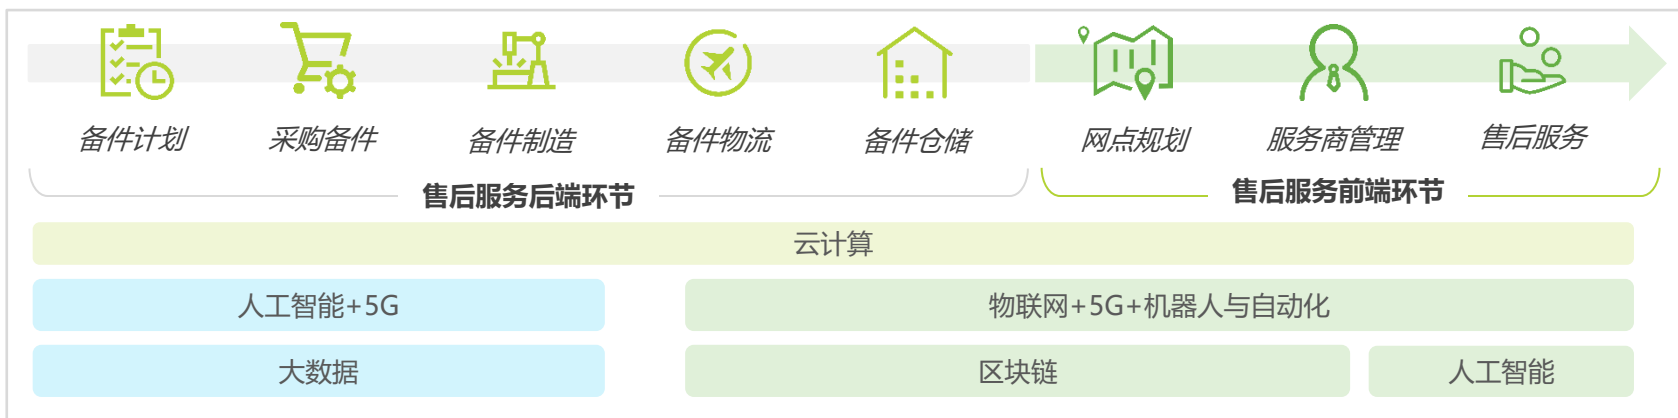 备件计划
采购备件
备件制造
备件物流
备件仓储
网点规划
服务商管理
售后服务
售后服务后端环节
售后服务前端环节
云计算
人工智能+5G
物联网+5G+机器人与自动化
大数据
区块链
人工智能